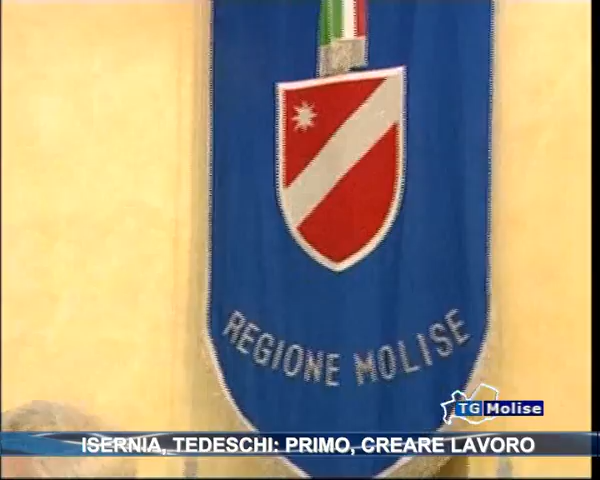 REGIONE MOLISE
TG Molise
ISERNIA, TEDESCHI: PRIMO, CREARE LAVORO